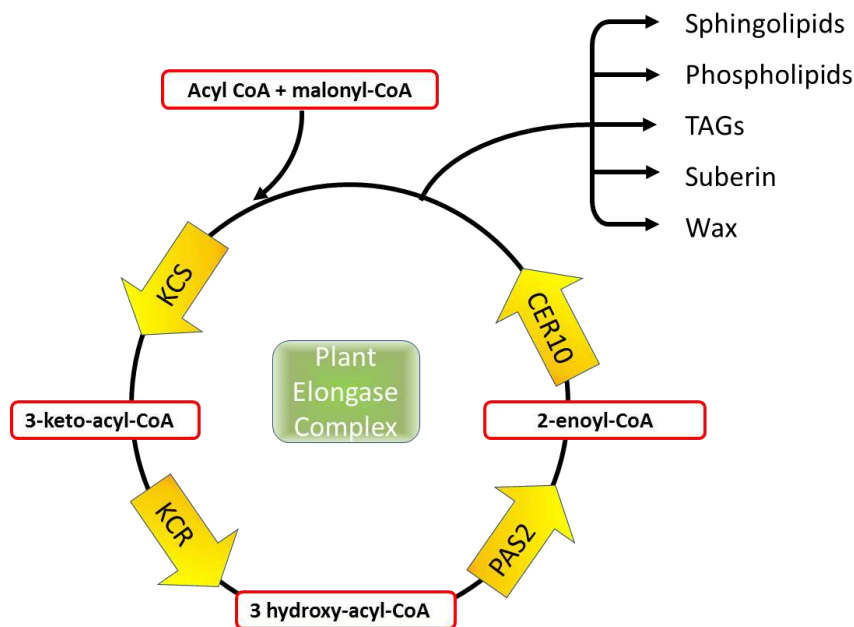 Sphingolipids
Phospholipids
TAGs
Suberin
Wax
Acyl CoA + malonyl-CoA
KCS
CER10
Plant
Elongase
Complex
3-keto-acyl-CoA
2-enoyl-CoA
KCR
PAS2
3 hydroxy-acyl-CoA